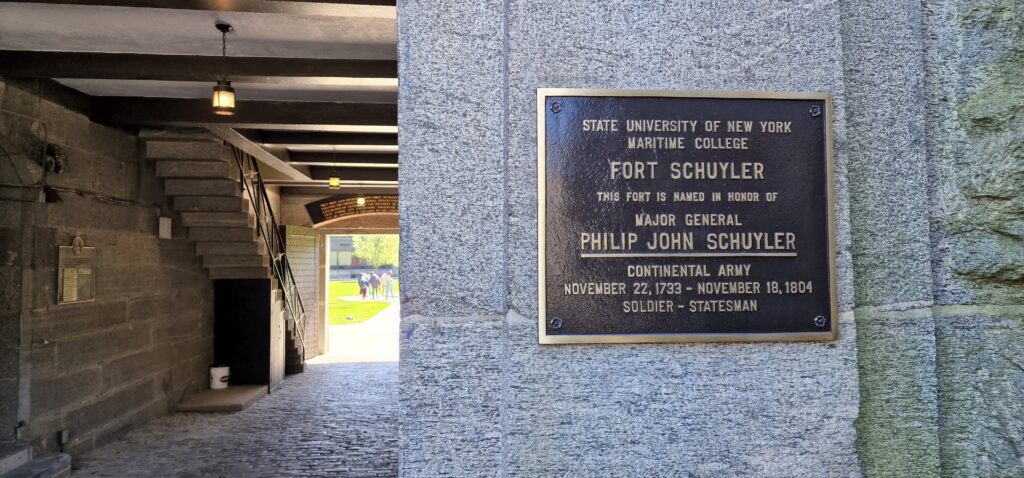 STATE UNIVERSITY OF NEW YORK
MARITIME COLLEGE
FORT SCHUYLER
THIS FORT IS NAMED IN HONOR OF
MAJOR GENERAL
PHILIP JOHN SCHUYLER
CONTINENTAL ARMY
NOVEMBER 22, 1733 - NOVEMBER 18, 1804
SOLDIER - STATESMAN